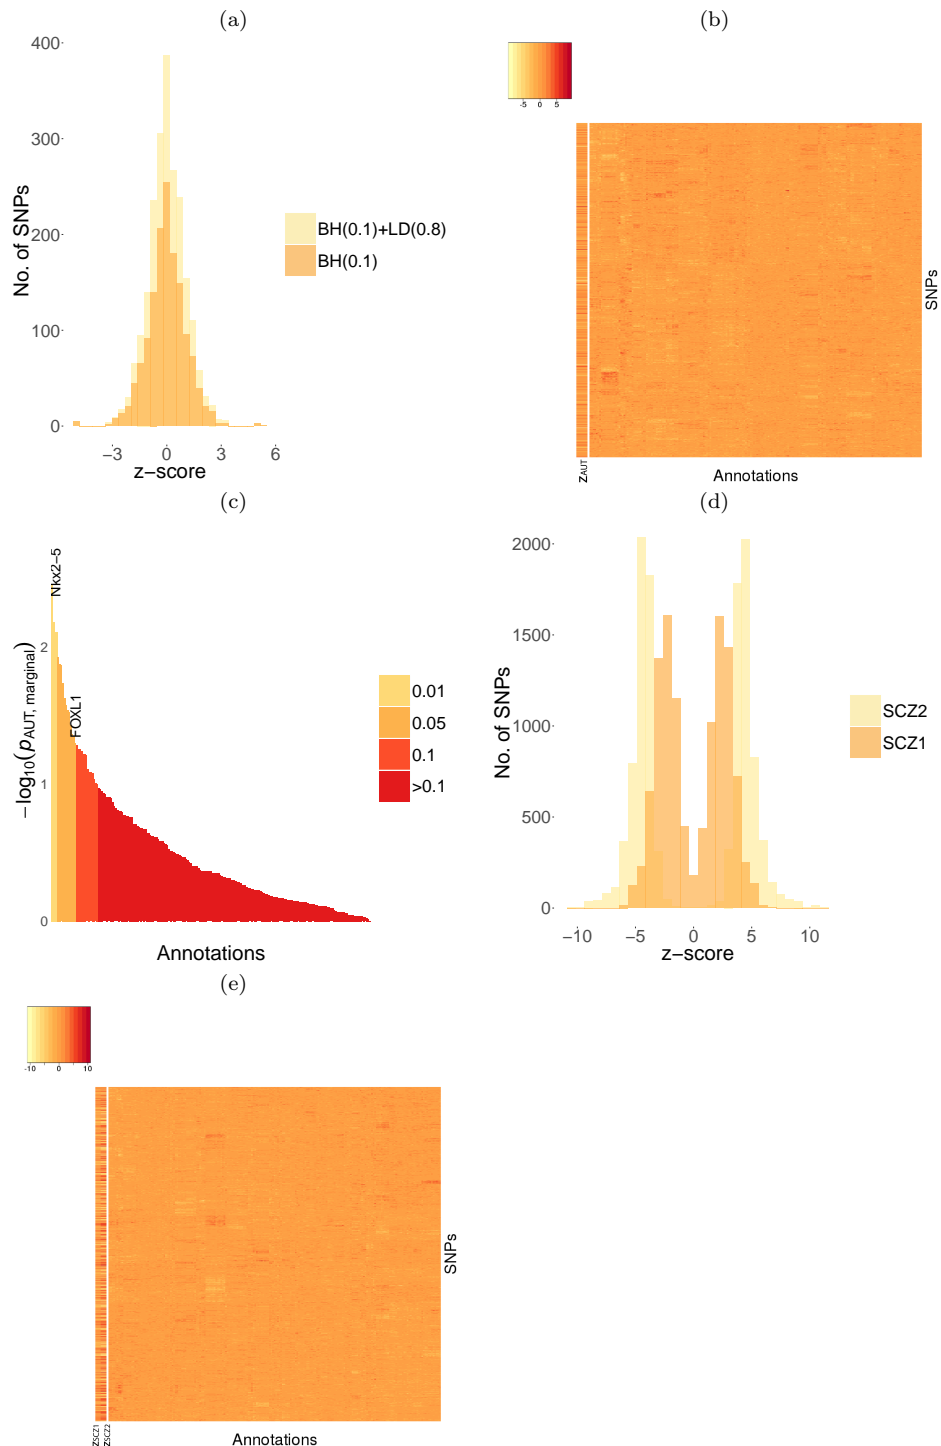 (a)
400
300
200
100
0
No. of SNPs
−3 0 3 6
z−score
BH(0.1)+LD(0.8)
BH(0.1)
(b)
-5 0 5
SNPs
zAUT
Annotations
(c)
Nkx2−5
FOXL1
2
1
0
−log10(pAUT, marginal)
Annotations
0.01
0.05
0.1
>0.1
(d)
2000
1500
1000
500
0
No. of SNPs
−10 −5 0 5 10
z−score
SCZ2
SCZ1
(e)
-10 0 10
SNPs
zSCZ1
zSCZ2
Annotations